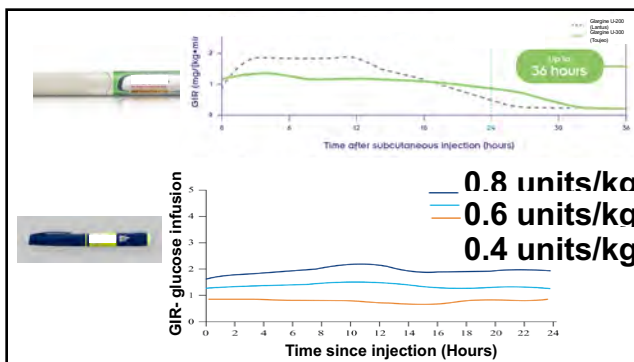 Glargine U-200
(Lantus)
Glargine U-300
(Toujeo)
GIR (mg/[kg•min
2
1
0
Up to
36 hours
0 6 12 18 24 30 36
Time after subcutaneous injection (hours)
0.8 units/kg
0.6 units/kg
0.4 units/kg
GIR- glucose infusion
5
4
3
2
1
0
0 2 4 6 8 10 12 14 16 18 20 22 24
Time since injection (Hours)